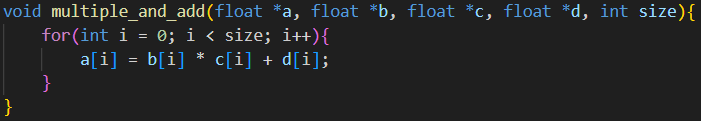 void multiple_and_add(float *a, float *b, float *c, float *d, int size){
    for(int i = 0; i < size; i++){
        a[i] = b[i] * c[i] + d[i];
    }
}